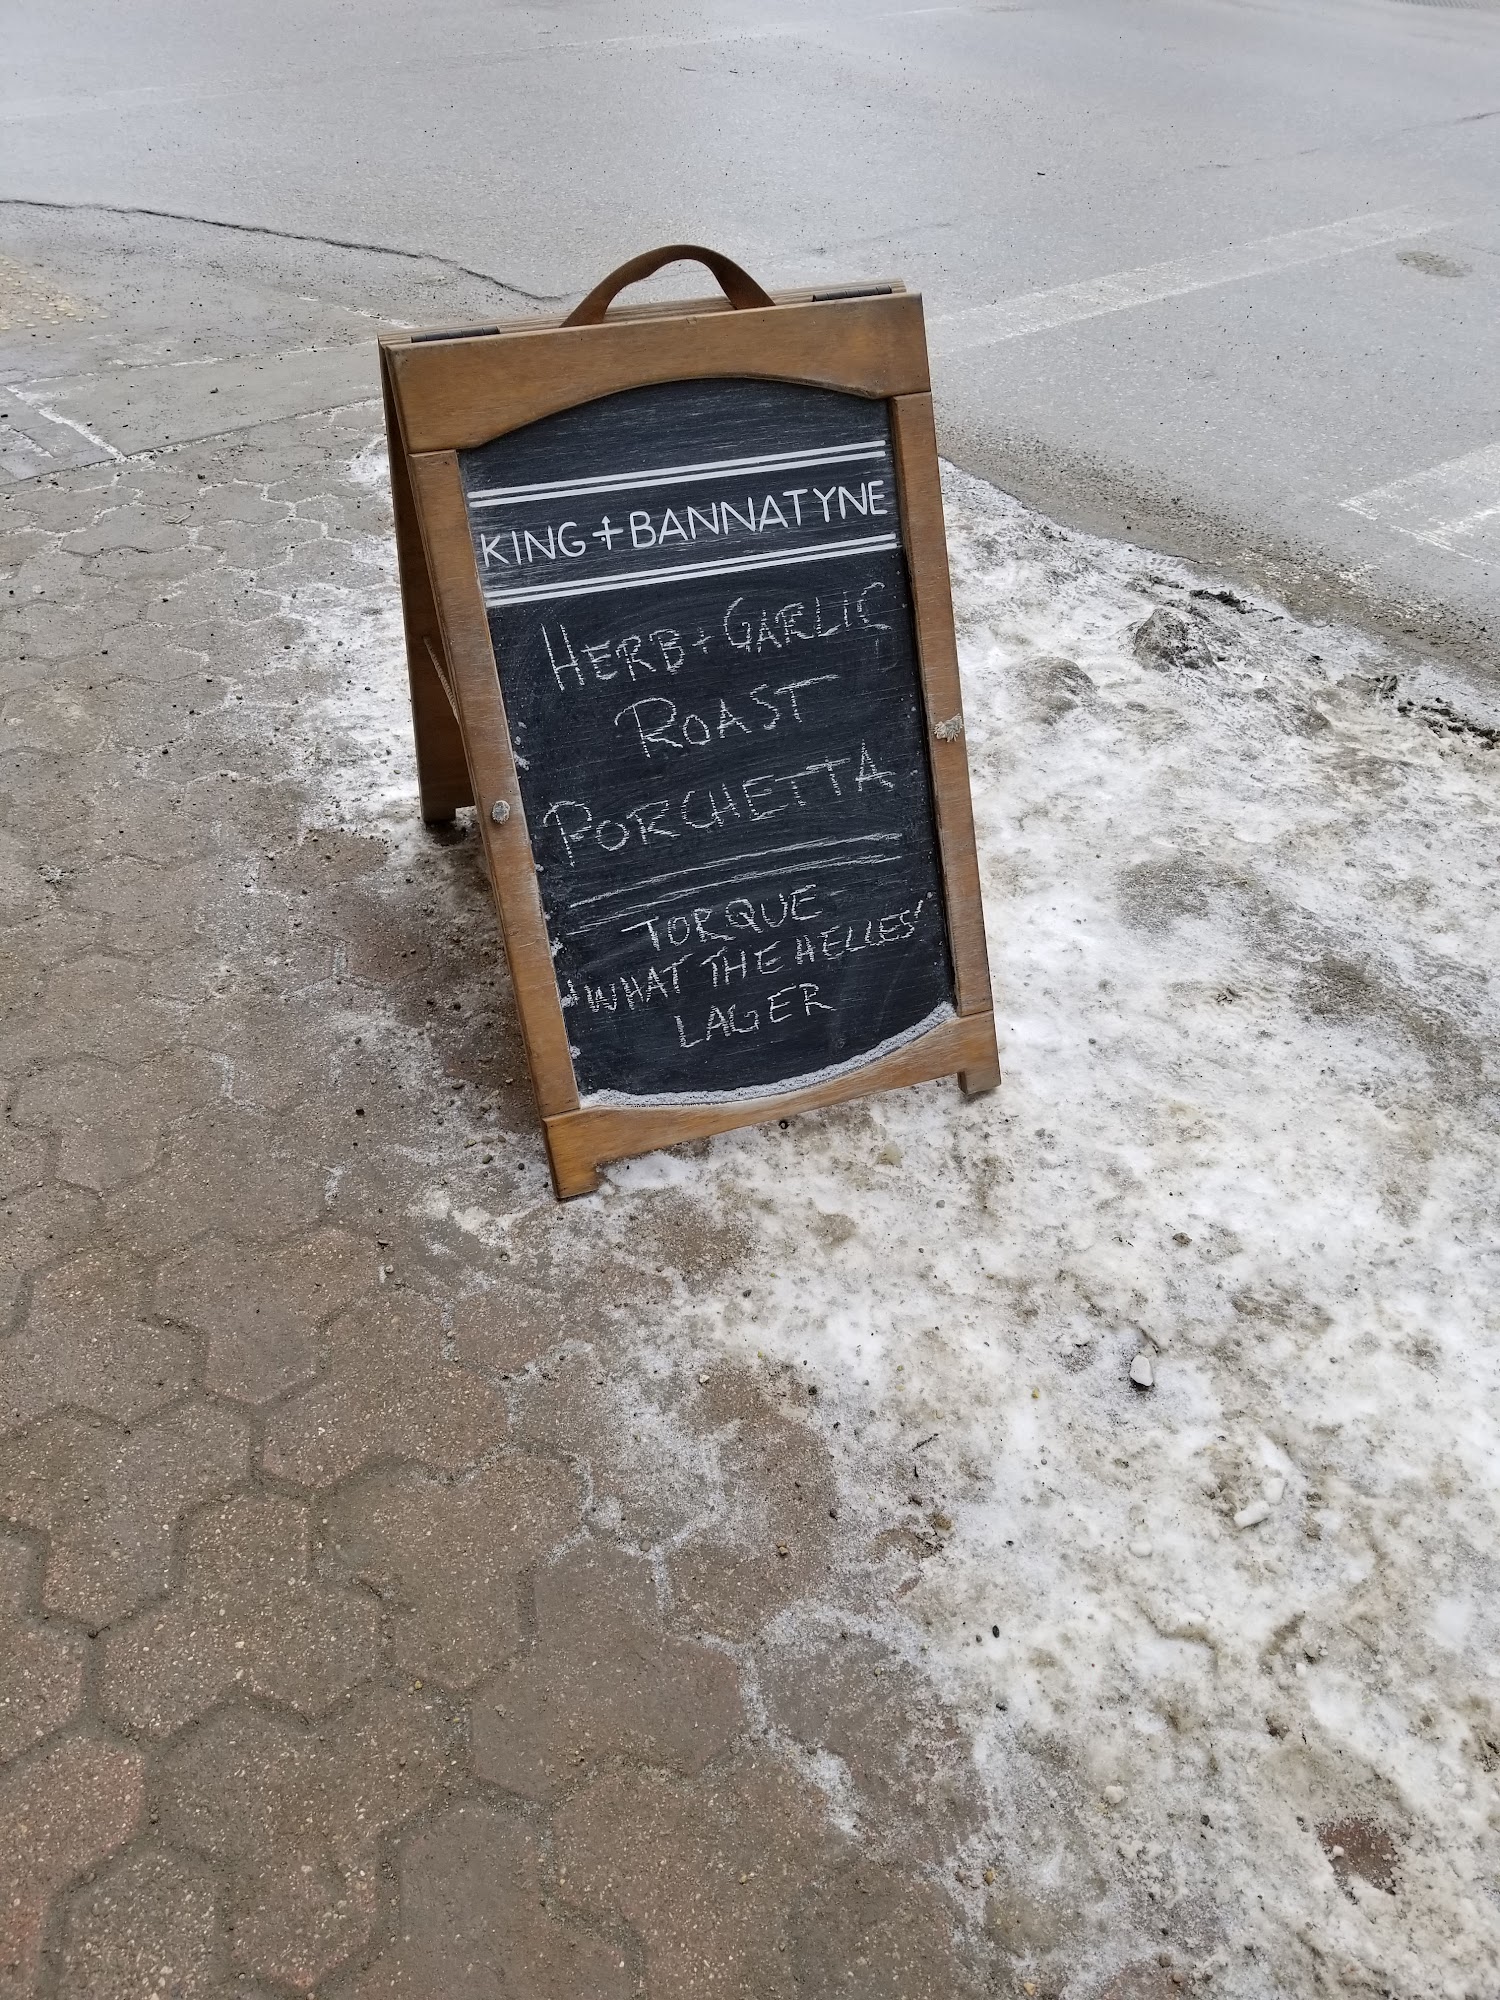 KING + BANNATYNE
HERB + GARLIC
ROAST
PORCHETTA
TORQUE
"WHAT THE HELLES"
LAGER